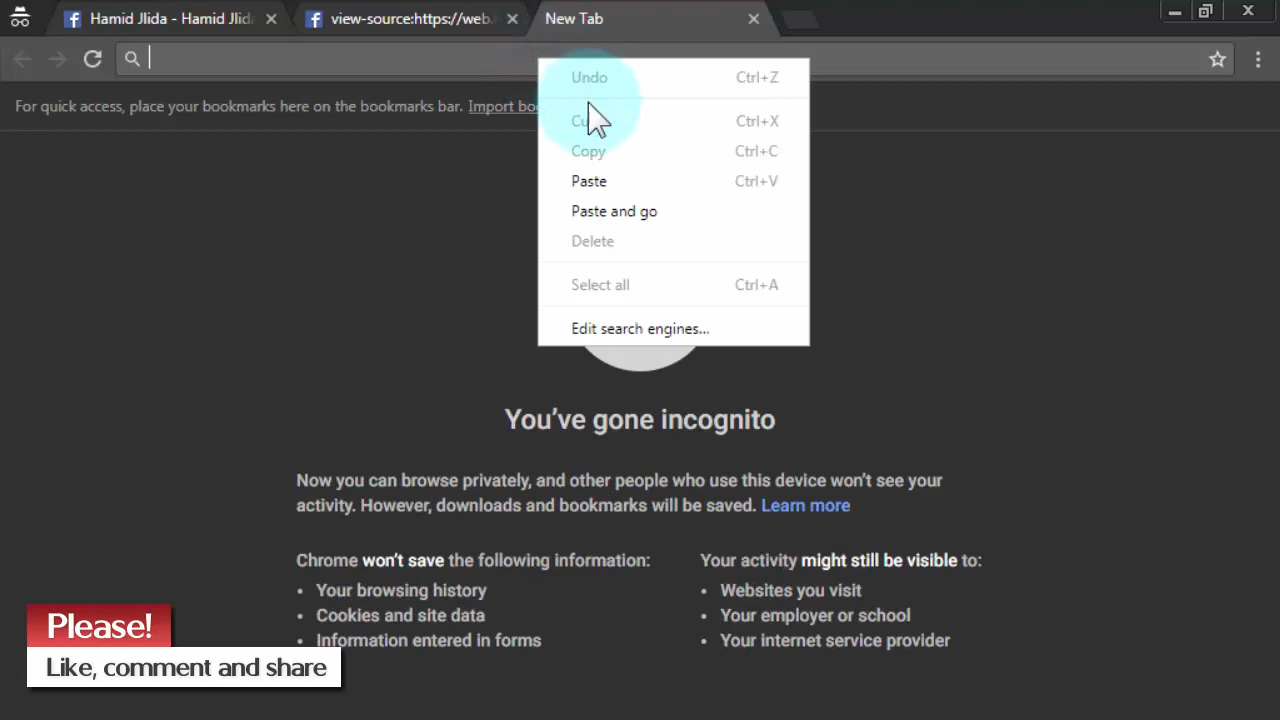 Hamid Jlida - Hamid Jlida
view-source:https://web.
New Tab
For quick access, place your bookmarks here on the bookmarks bar. Import
Undo Ctrl+Z
Ctrl+X
Copy Ctrl+C
Paste Ctrl+V
Paste and go
Delete
Select all Ctrl+A
Edit search engines...
You've gone incognito
Now you can browse privately, and other people who use this device won't see your
activity. However, downloads and bookmarks will be saved. Learn more
Chrome won't save the following information:
• Your browsing history
• Cookies and site data
• Information entered in forms
Your activity might still be visible to:
• Websites you visit
• Your employer or school
• Your internet service provider
Please!
Like, comment and share